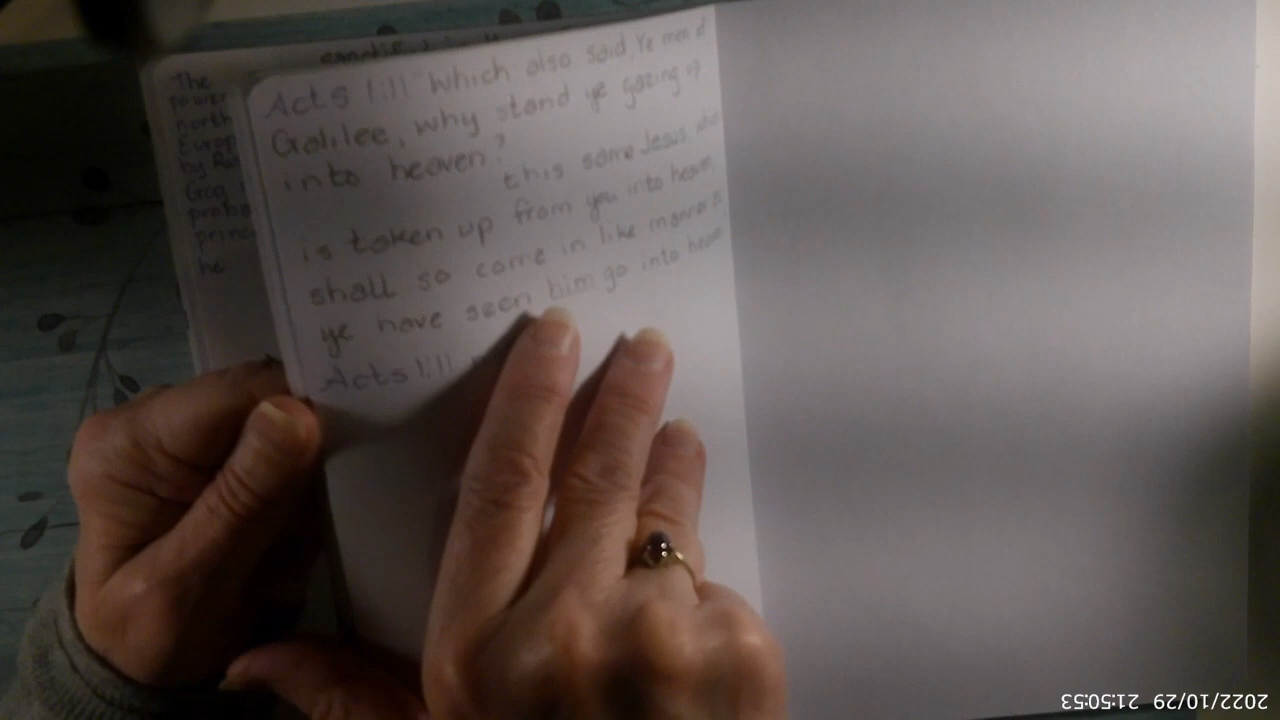 The
power
north
Europ
by Ro
Gog
proba
princ
he
Acts 1:11 "Which also said, Ye men of
Galilee, why stand ye gazing up
into heaven?
this same Jesus, which
is taken up from you into heaven,
shall so come in like manner as
ye have seen him go into heaven.
Acts 1:11
2022/10/29 21:50:53